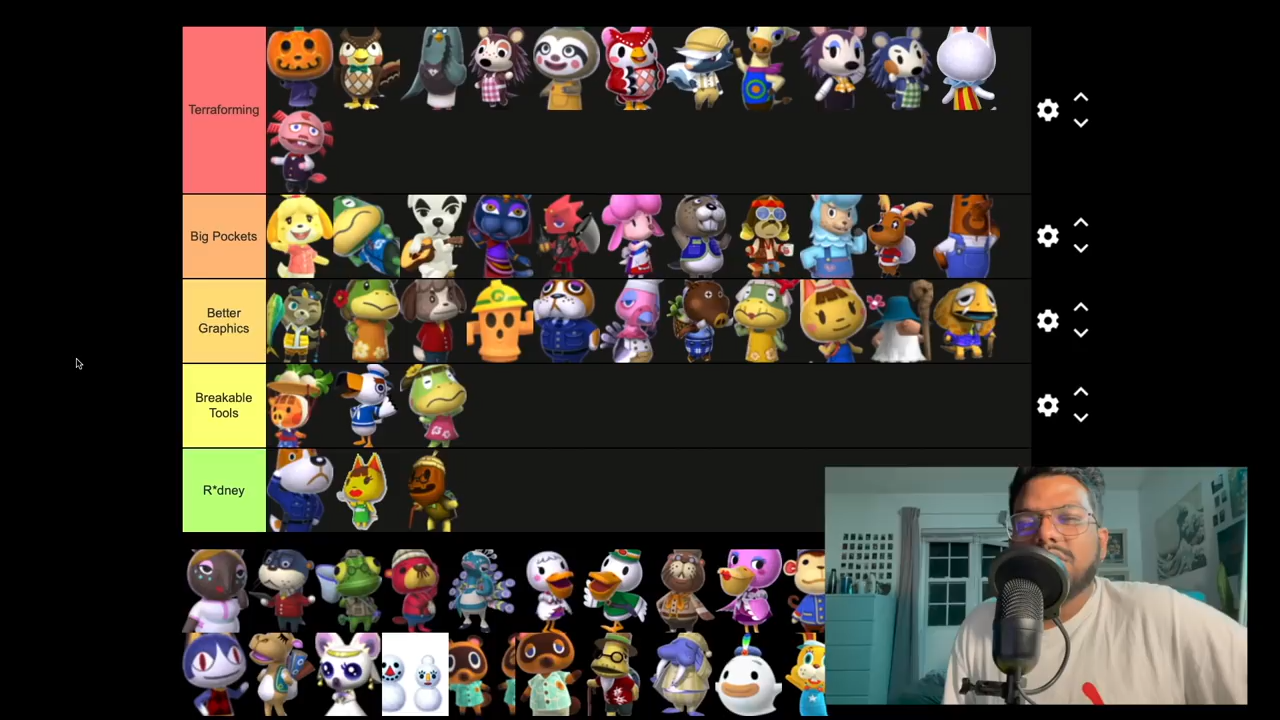 Terraforming
Big Pockets
Better
Graphics
Breakable
Tools
R*dney